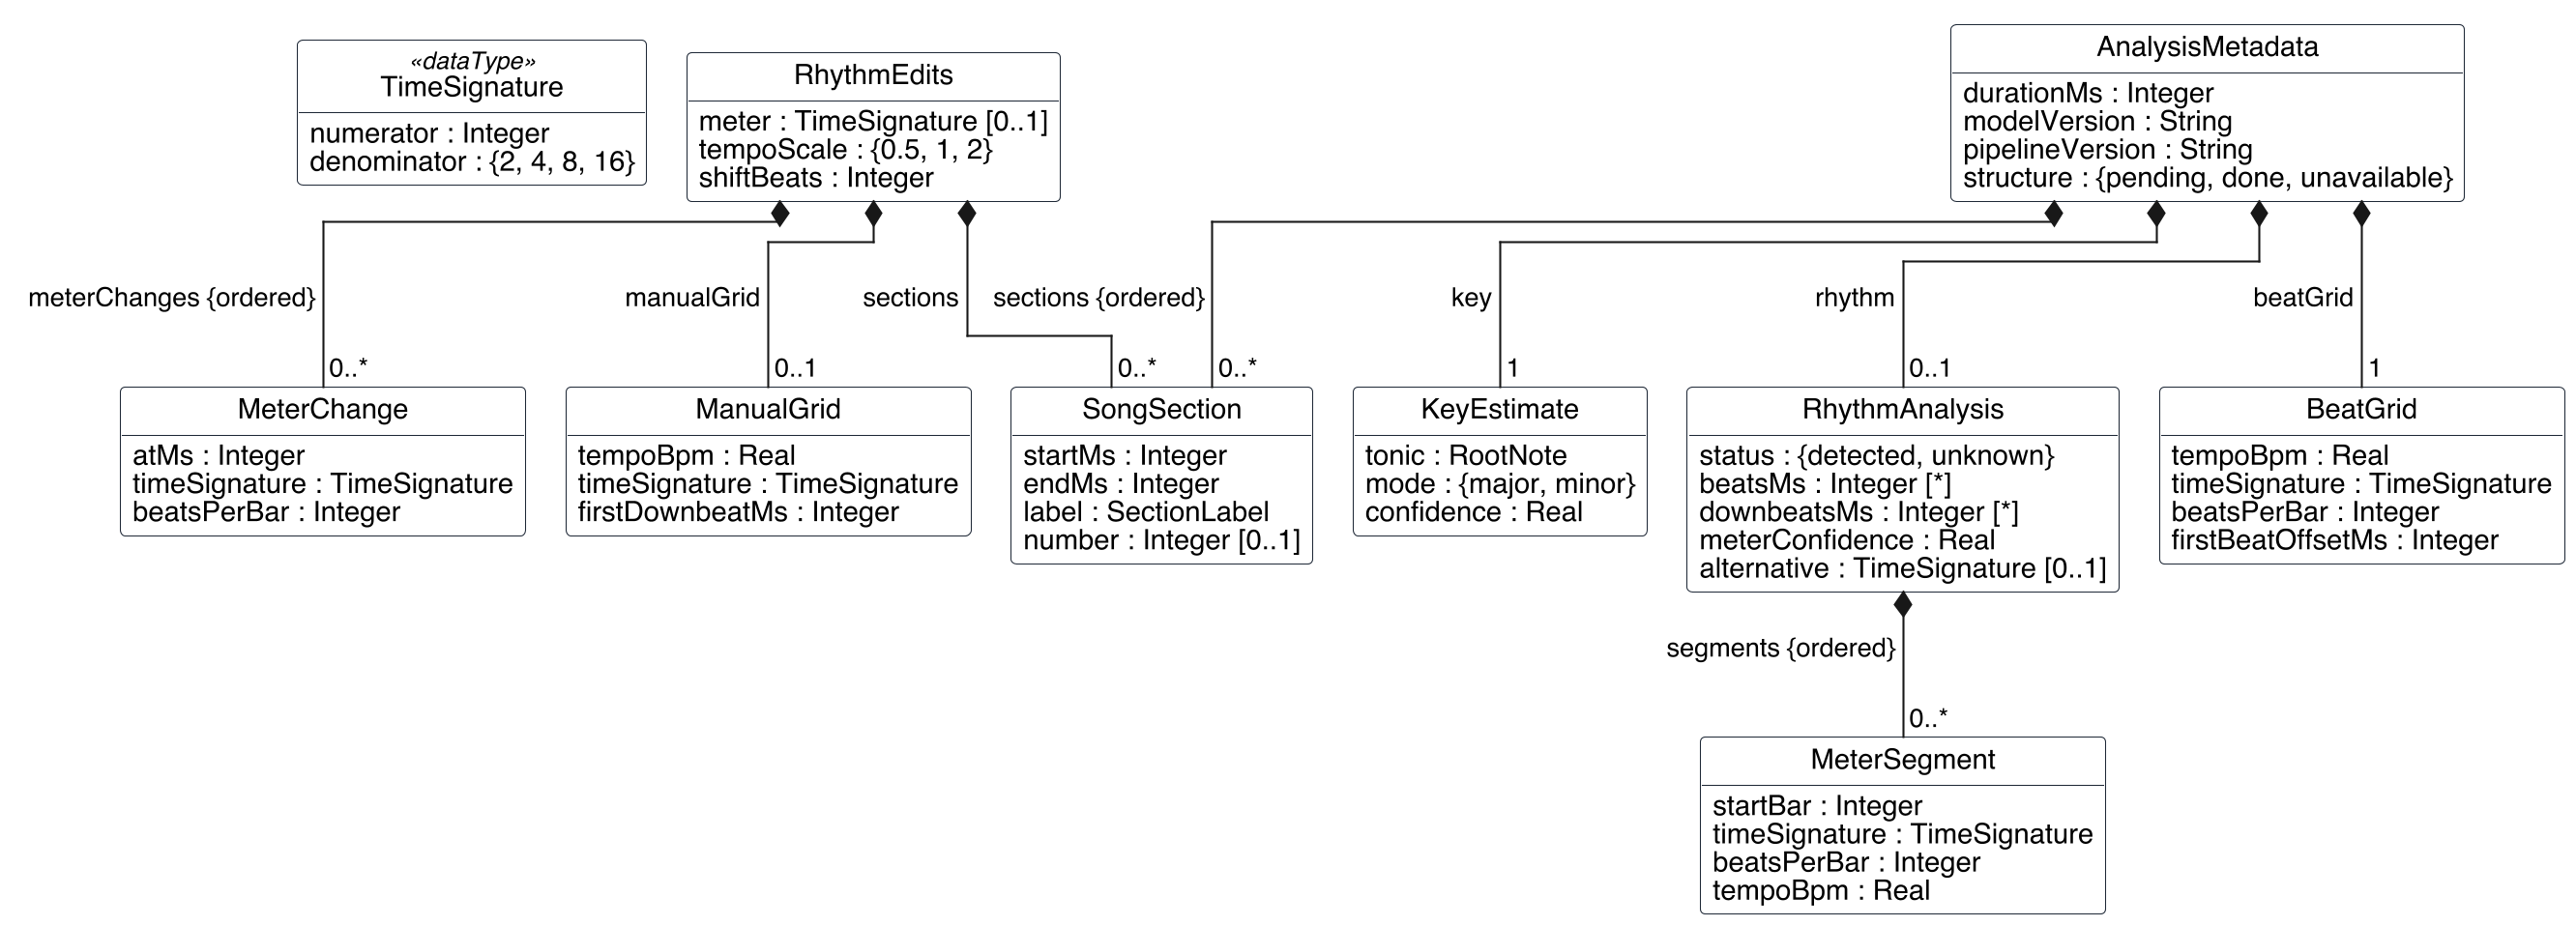 «dataType»
TimeSignature
numerator : Integer
denominator : {2, 4, 8, 16}
RhythmEdits
meter : TimeSignature [0..1]
tempoScale : {0.5, 1, 2}
shiftBeats : Integer
AnalysisMetadata
durationMs : Integer
modelVersion : String
pipelineVersion : String
structure : {pending, done, unavailable}
meterChanges {ordered}
manualGrid
sections
sections {ordered}
key
rhythm
beatGrid
0..*
0..1
0..*
0..*
1
0..1
1
MeterChange
atMs : Integer
timeSignature : TimeSignature
beatsPerBar : Integer
ManualGrid
tempoBpm : Real
timeSignature : TimeSignature
firstDownbeatMs : Integer
SongSection
startMs : Integer
endMs : Integer
label : SectionLabel
number : Integer [0..1]
KeyEstimate
tonic : RootNote
mode : {major, minor}
confidence : Real
RhythmAnalysis
status : {detected, unknown}
beatsMs : Integer [*]
downbeatsMs : Integer [*]
meterConfidence : Real
alternative : TimeSignature [0..1]
BeatGrid
tempoBpm : Real
timeSignature : TimeSignature
beatsPerBar : Integer
firstBeatOffsetMs : Integer
segments {ordered}
0..*
MeterSegment
startBar : Integer
timeSignature : TimeSignature
beatsPerBar : Integer
tempoBpm : Real